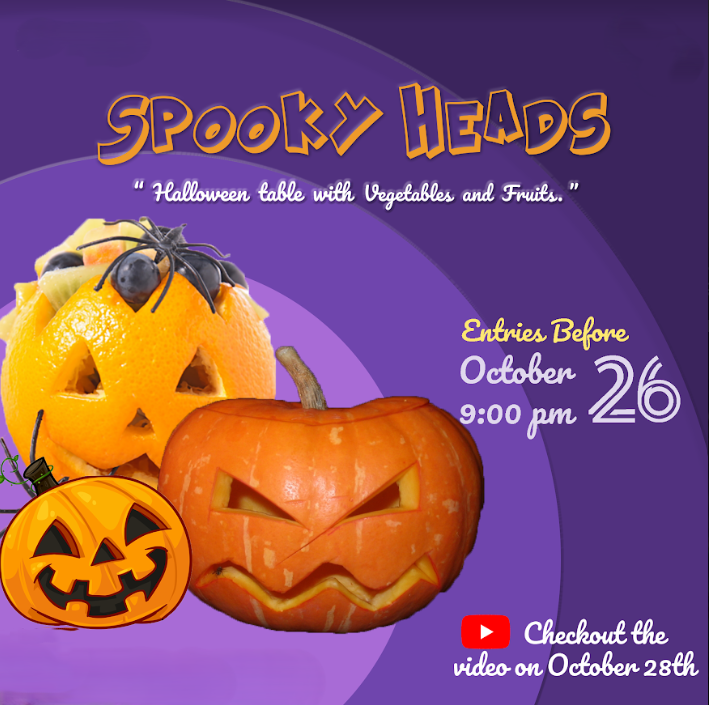 Spooky Heads
“ Halloween table with Vegetables and Fruits. ”
Entries Before
October 26
9:00 pm
Checkout the
video on October 28th